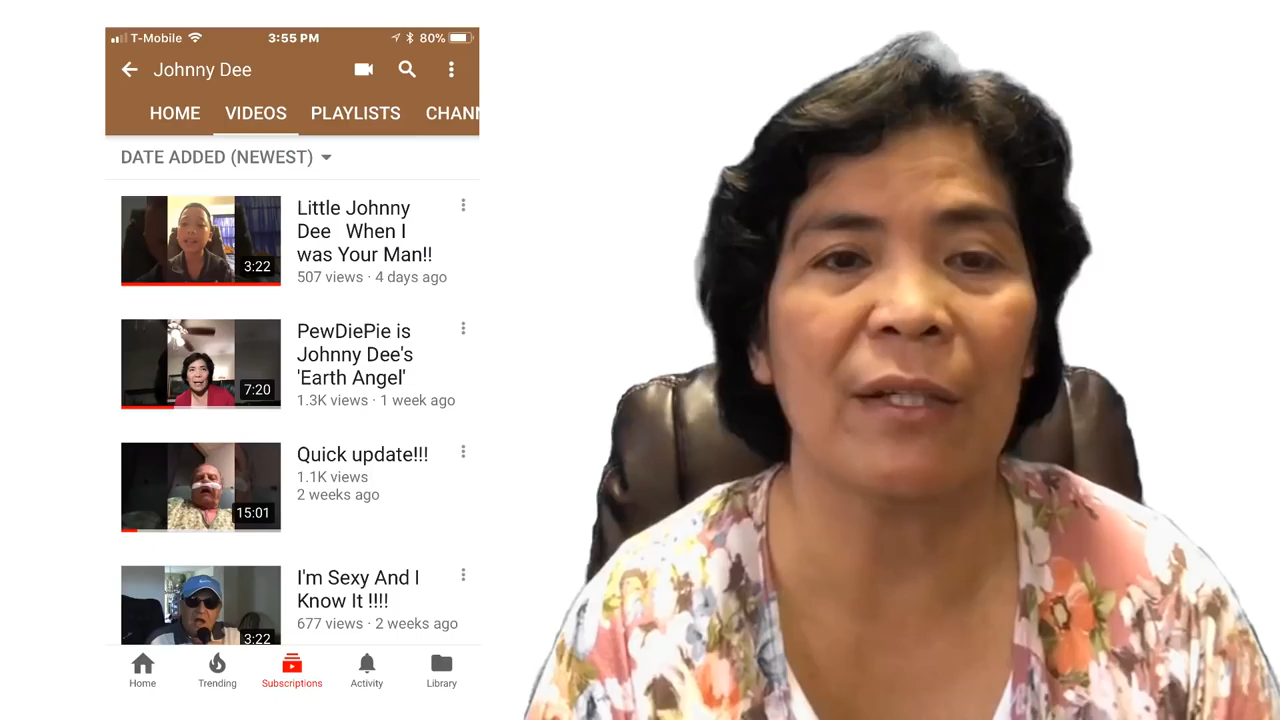 T-Mobile 3:55 PM 80%
Johnny Dee
HOME VIDEOS PLAYLISTS CHANN
DATE ADDED (NEWEST)
Little Johnny
Dee When I
was Your Man!!
507 views · 4 days ago
3:22
PewDiePie is
Johnny Dee's
'Earth Angel'
1.3K views · 1 week ago
7:20
Quick update!!!
1.1K views
2 weeks ago
15:01
I'm Sexy And I
Know It !!!!
677 views · 2 weeks ago
3:22
Home Trending Subscriptions Activity Library